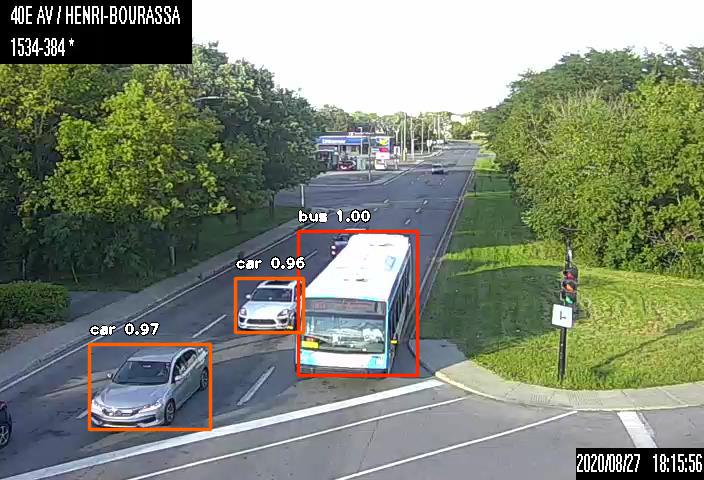 40E AV / HENRI-BOURASSA
1534-384 *
bus 1.00
car 0.96
car 0.97
2020/08/27 18:15:56